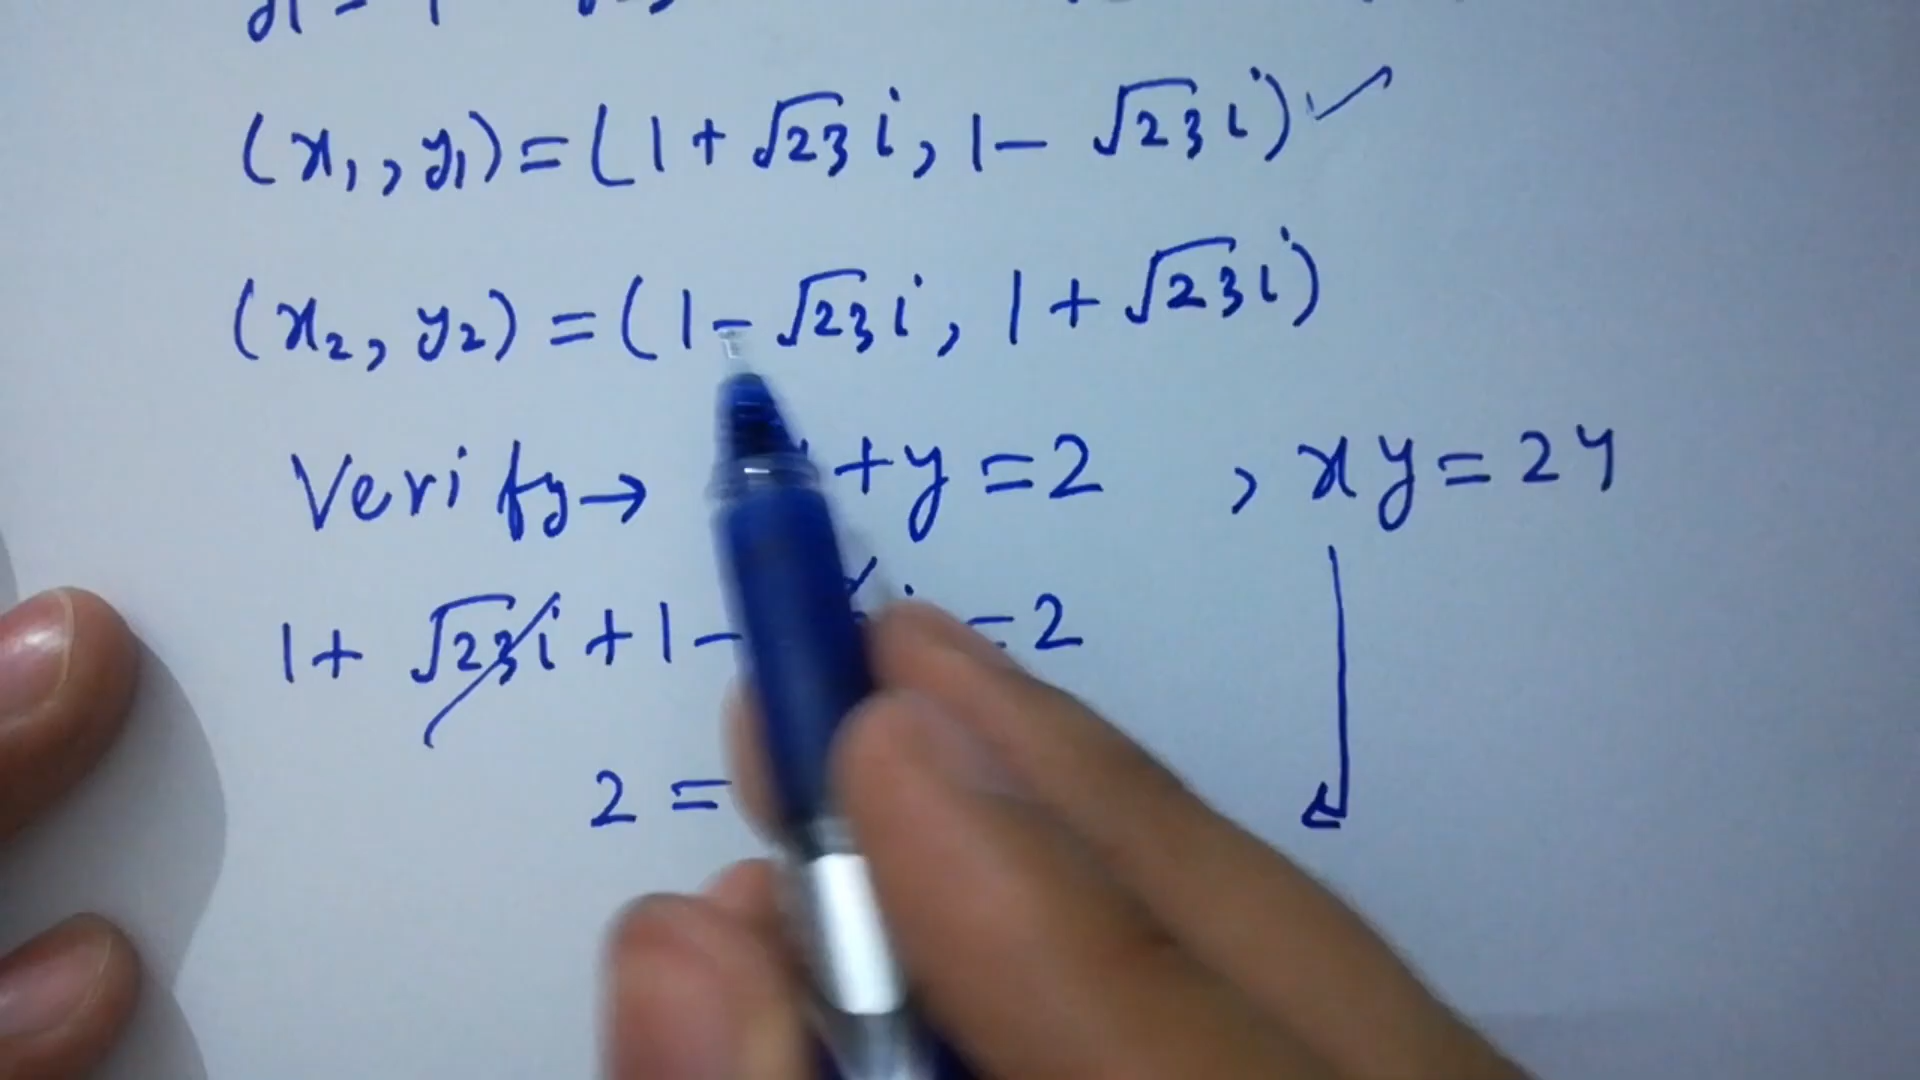 (x₁, y₁) = (1 + √23 i, 1 - √23 i) ✓
(x₂, y₂) = (1 - √23 i, 1 + √23 i)
Verify → + y = 2 , xy = 24
1 + √23 i + 1 - i = 2
2 =